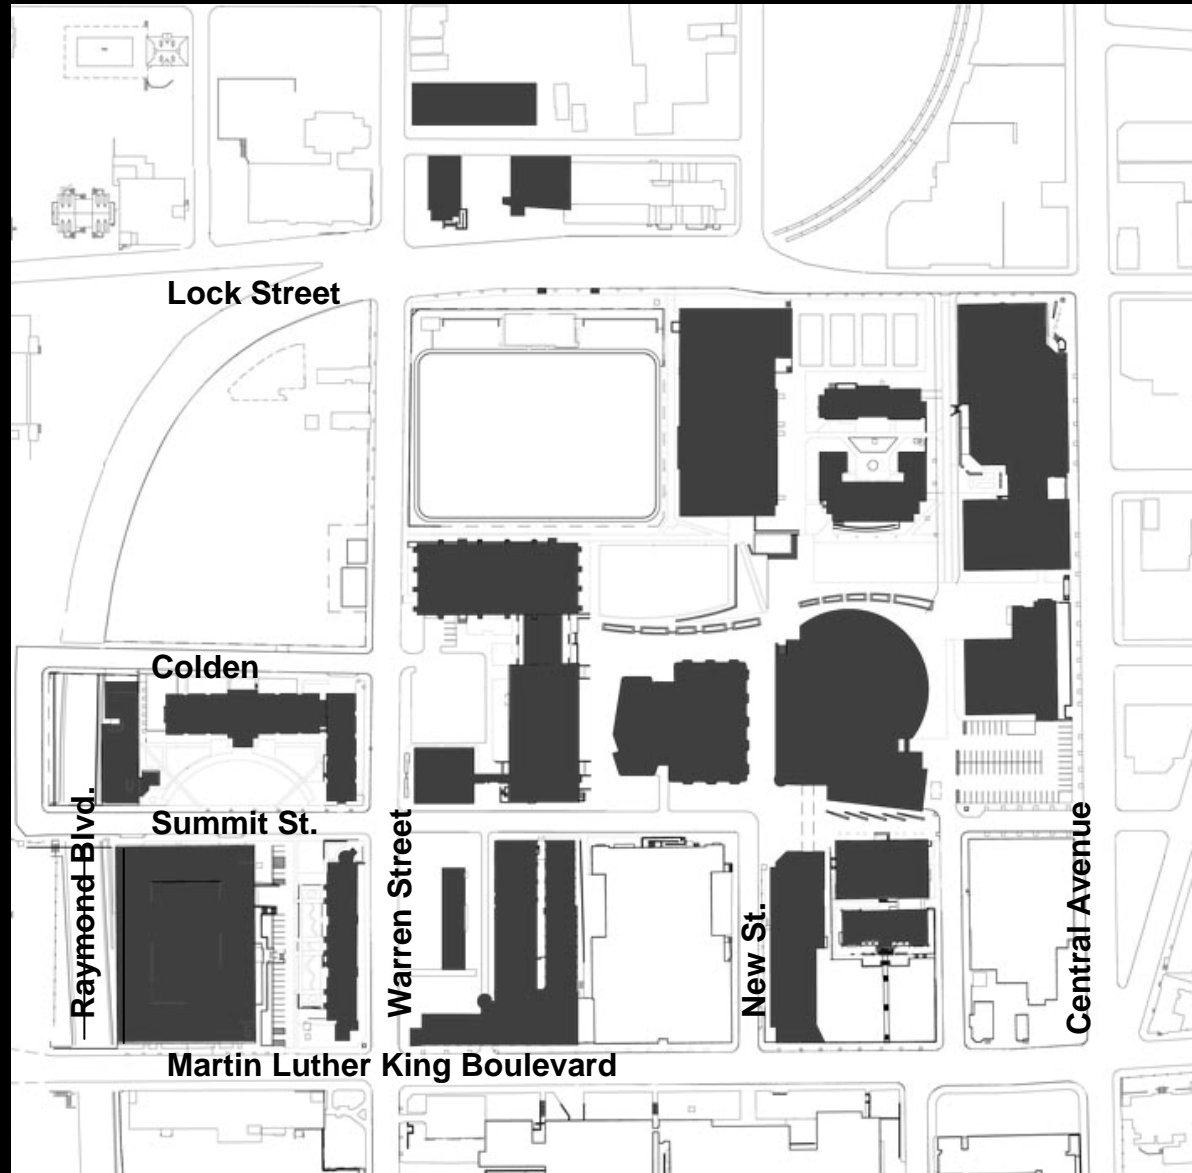 Lock Street
Colden
Summit St.
Raymond Blvd.
Warren Street
New St.
Central Avenue
Martin Luther King Boulevard